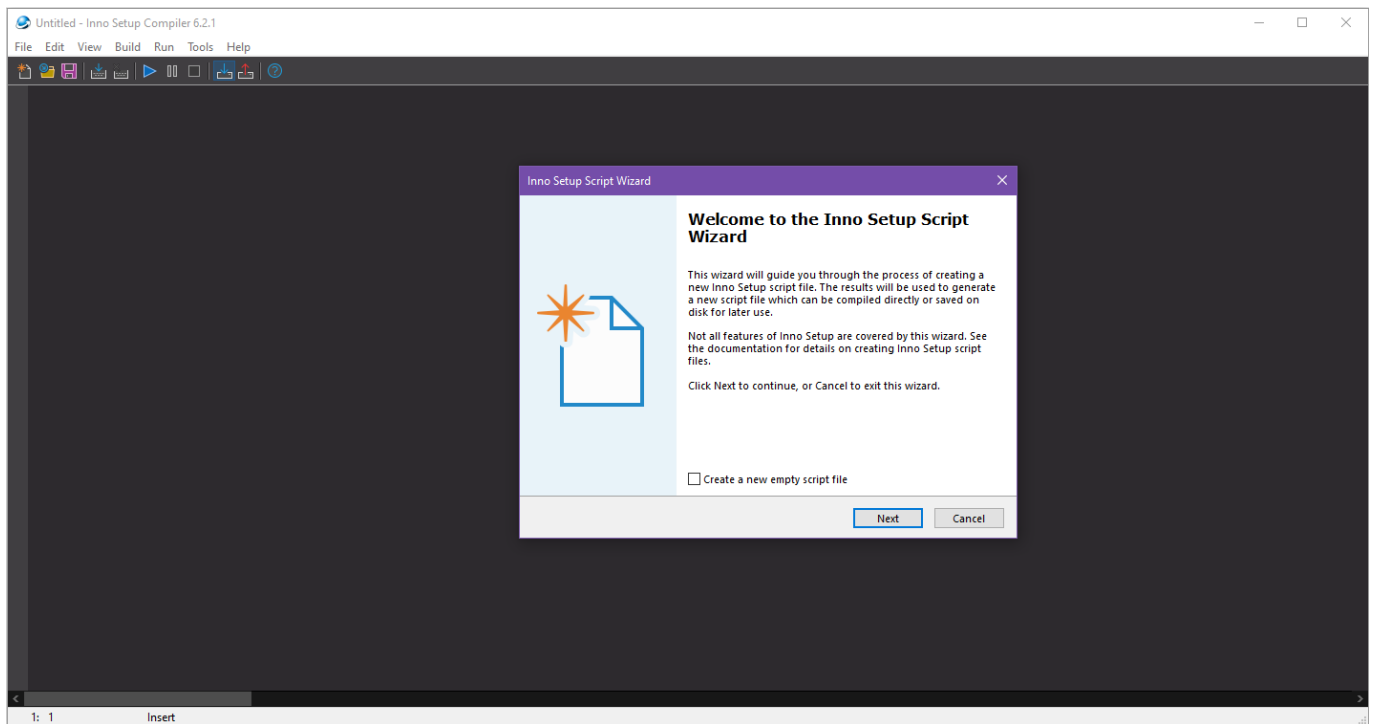 Untitled - Inno Setup Compiler 6.2.1
File Edit View Build Run Tools Help
Inno Setup Script Wizard
Welcome to the Inno Setup Script
Wizard
This wizard will guide you through the process of creating a
new Inno Setup script file. The results will be used to generate
a new script file which can be compiled directly or saved on
disk for later use.
Not all features of Inno Setup are covered by this wizard. See
the documentation for details on creating Inno Setup script
files.
Click Next to continue, or Cancel to exit this wizard.
Create a new empty script file
Next Cancel
1: 1 Insert